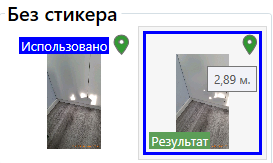 Без стикера
Использовано
2,89 м.
Результат